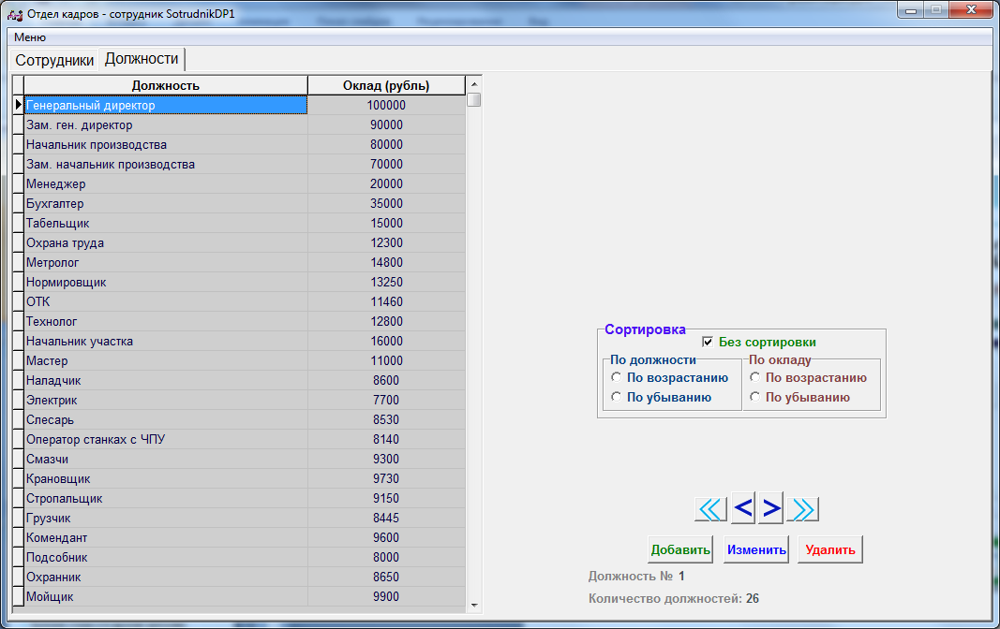 Отдел кадров - сотрудник SotrudnikDP1
Меню
Сотрудники Должности
Должность Оклад (рубль)
Генеральный директор 100000
Зам. ген. директор 90000
Начальник производства 80000
Зам. начальник производства 70000
Менеджер 20000
Бухгалтер 35000
Табельщик 15000
Охрана труда 12300
Метролог 14800
Нормировщик 13250
ОТК 11460
Технолог 12800
Начальник участка 16000
Мастер 11000
Наладчик 8600
Электрик 7700
Слесарь 8530
Оператор станках с ЧПУ 8140
Смазчи 9300
Крановщик 9730
Стропальщик 9150
Грузчик 8445
Комендант 9600
Подсобник 8000
Охранник 8650
Мойщик 9900
Сортировка
Без сортировки
По должности По окладу
По возрастанию По возрастанию
По убыванию По убыванию
Добавить Изменить Удалить
Должность № 1
Количество должностей: 26